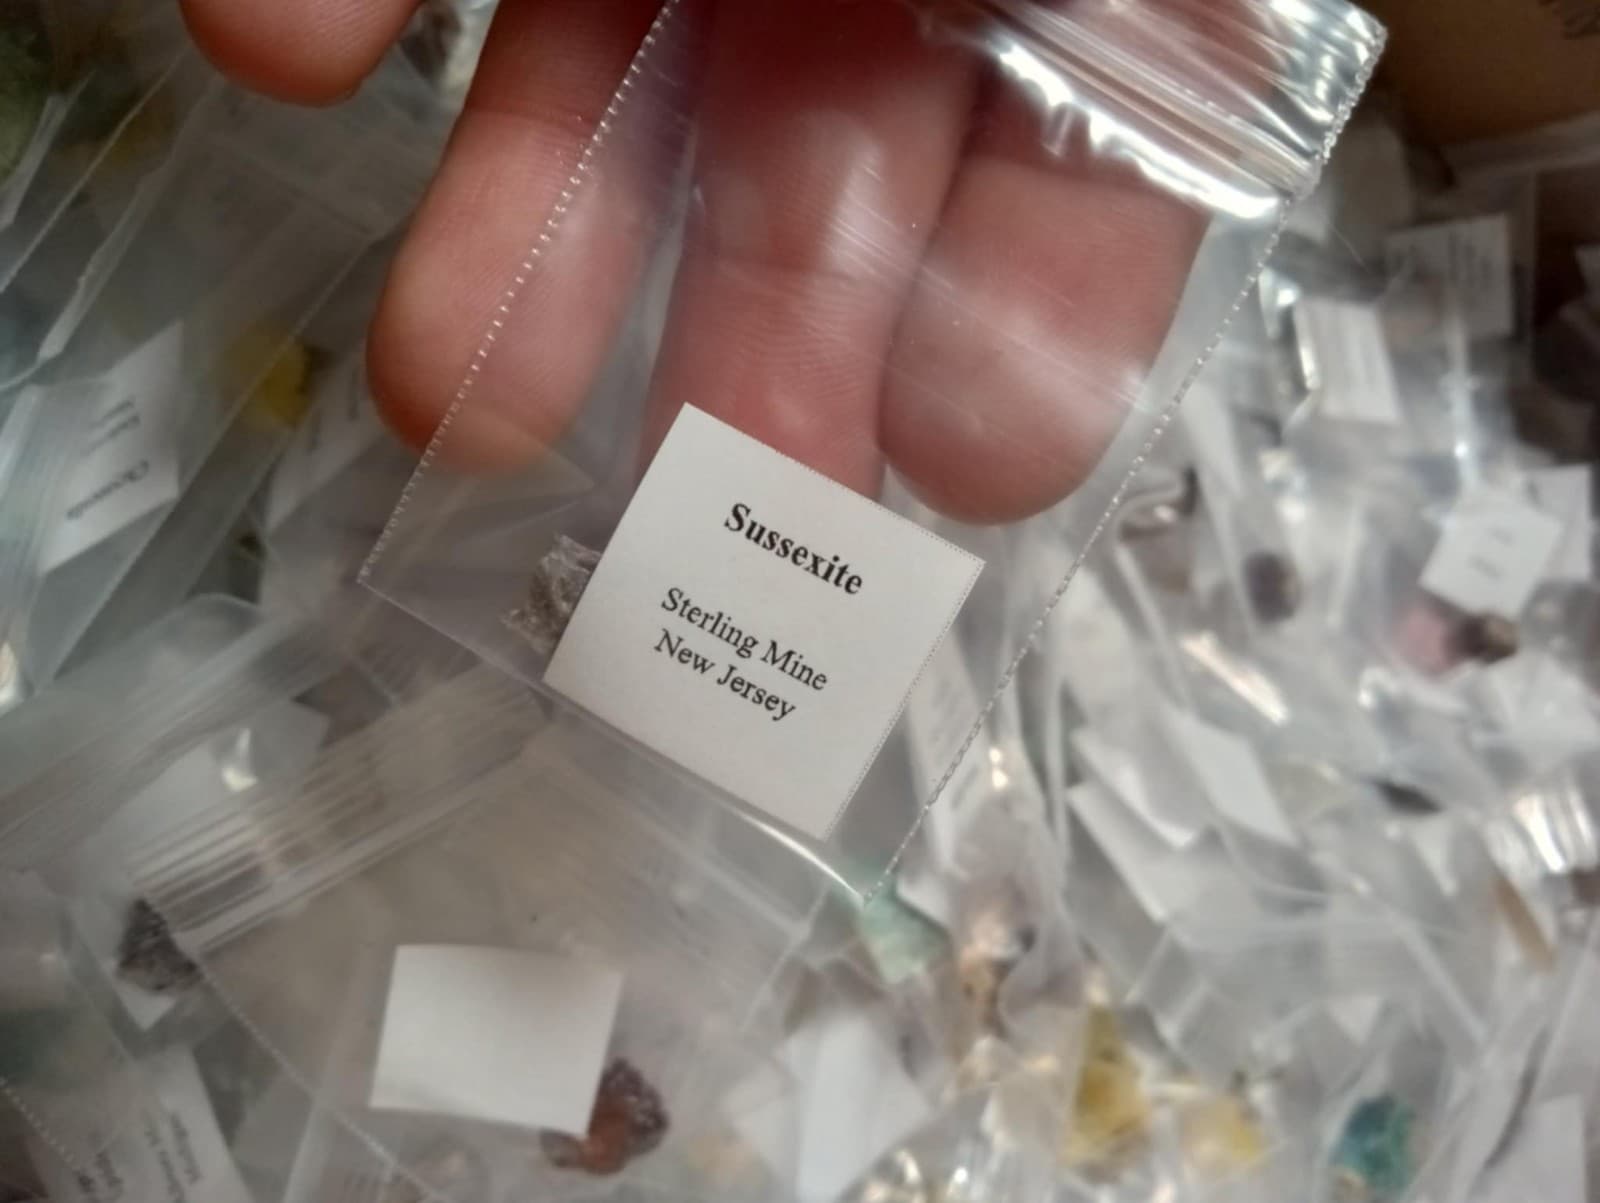 Sussexite
Sterling Mine
New Jersey